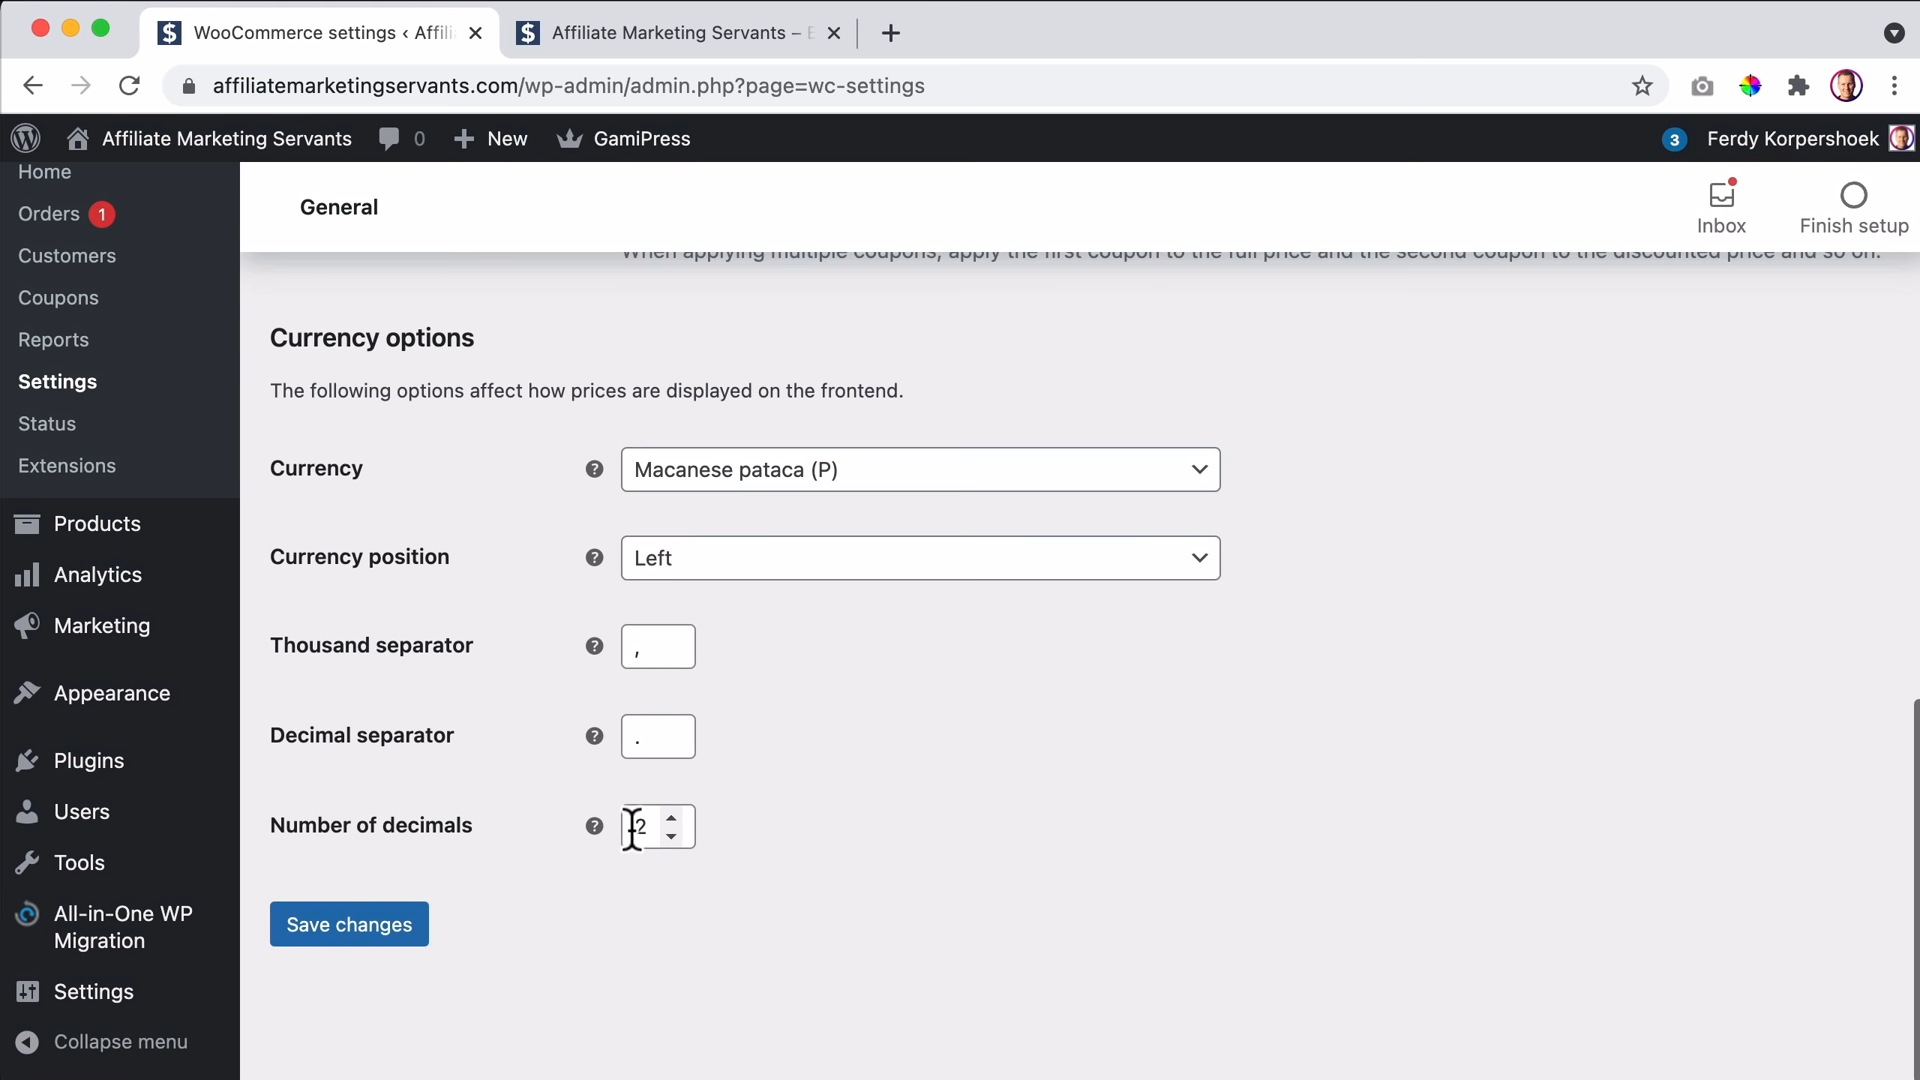 WooCommerce settings ‹ Affili
Affiliate Marketing Servants –
affiliatemarketingservants.com/wp-admin/admin.php?page=wc-settings
Affiliate Marketing Servants
0
New
GamiPress
3
Ferdy Korpershoek
Home
Orders 1
Customers
Coupons
Reports
Settings
Status
Extensions
Products
Analytics
Marketing
Appearance
Plugins
Users
Tools
All-in-One WP
Migration
Settings
Collapse menu
General
Inbox
Finish setup
When applying multiple coupons, apply the first coupon to the full price and the second coupon to the discounted price and so on.
Currency options
The following options affect how prices are displayed on the frontend.
Currency
Macanese pataca (P)
Currency position
Left
Thousand separator
,
Decimal separator
.
Number of decimals
2
Save changes